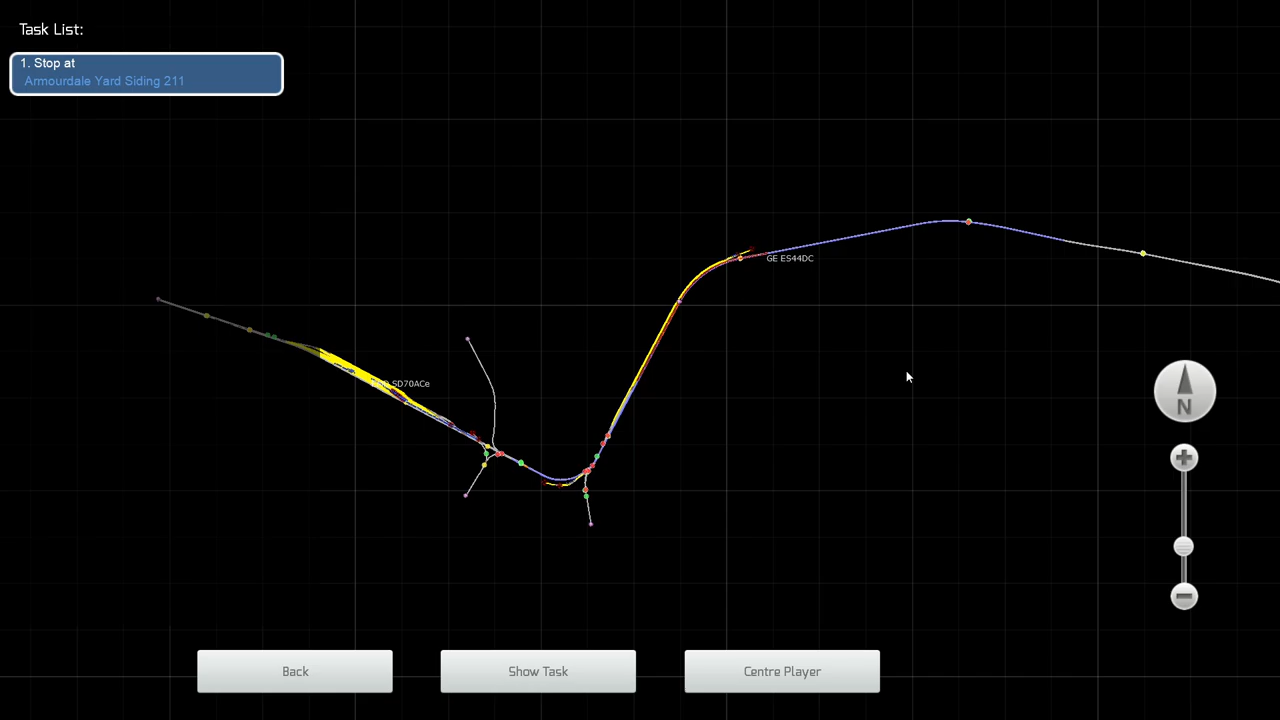 Task List:
1. Stop at
Armourdale Yard Siding 211
GE ES44DC
SD70ACe
N
Back
Show Task
Centre Player